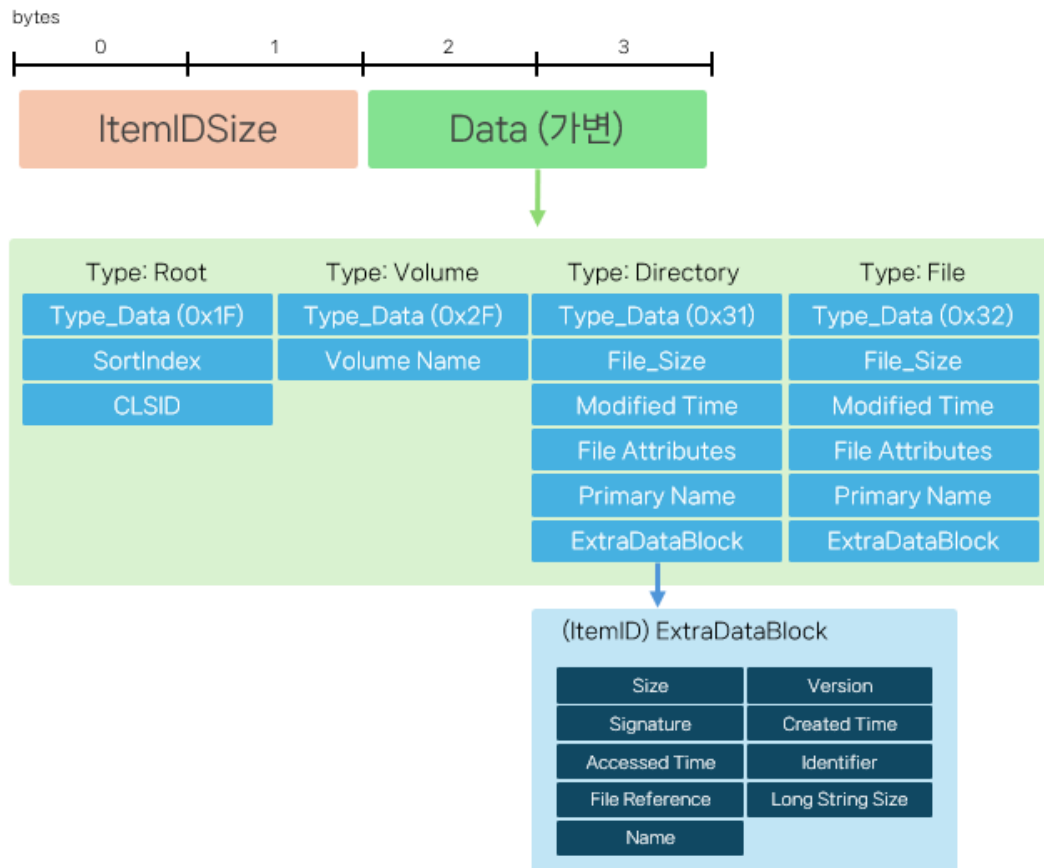 bytes
0 1 2 3
ItemIDSize Data (가변)
Type: Root Type: Volume Type: Directory Type: File
Type_Data (0x1F) Type_Data (0x2F) Type_Data (0x31) Type_Data (0x32)
SortIndex Volume Name File_Size File_Size
CLSID Modified Time Modified Time
File Attributes File Attributes
Primary Name Primary Name
ExtraDataBlock ExtraDataBlock
(ItemID) ExtraDataBlock
Size Version
Signature Created Time
Accessed Time Identifier
File Reference Long String Size
Name